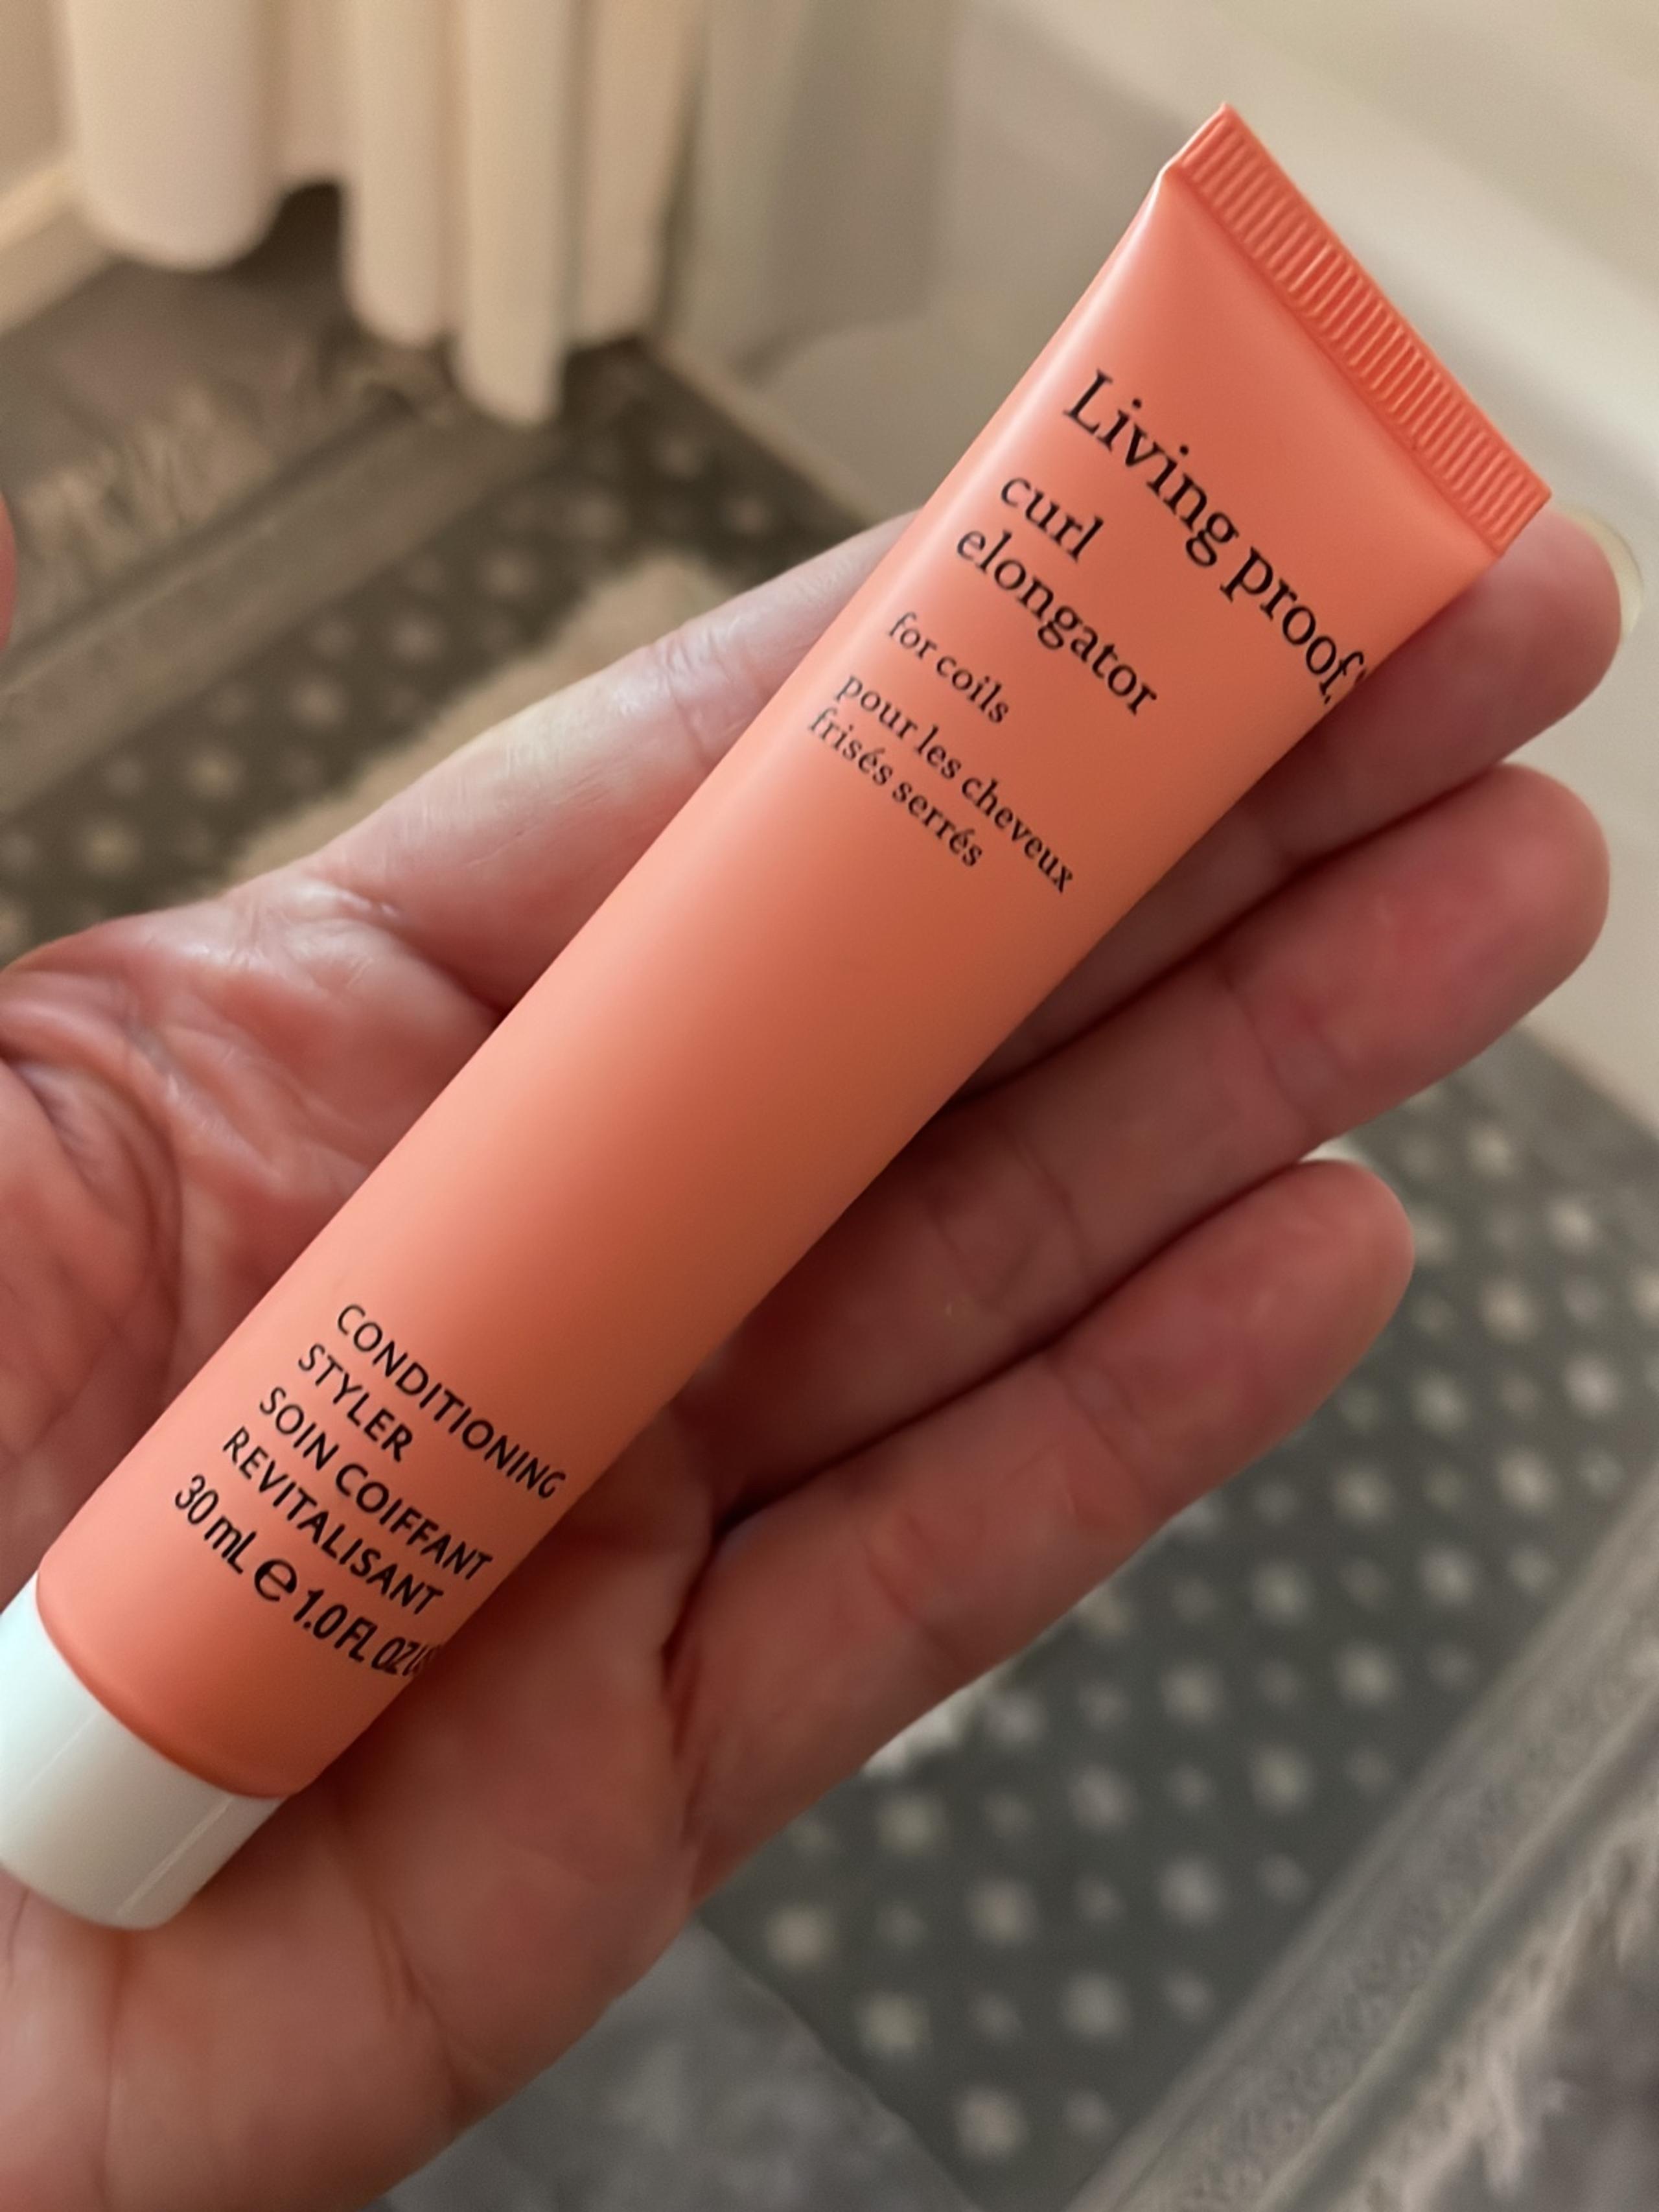 Living proof.
curl
elongator
for coils
pour les cheveux
frisés serrés
CONDITIONING
STYLER
SOIN COIFFANT
REVITALISANT
30 mL ℮ 1.0 FL OZ